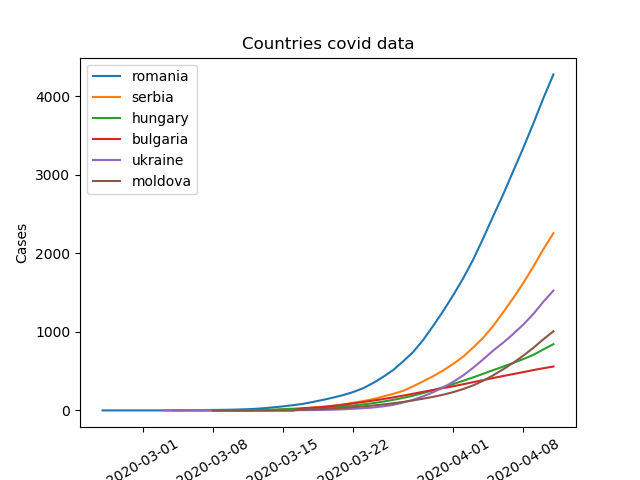 Countries covid data
romania
serbia
hungary
bulgaria
ukraine
moldova
Cases
4000
3000
2000
1000
0
2020-03-01
2020-03-08
2020-03-15
2020-03-22
2020-04-01
2020-04-08